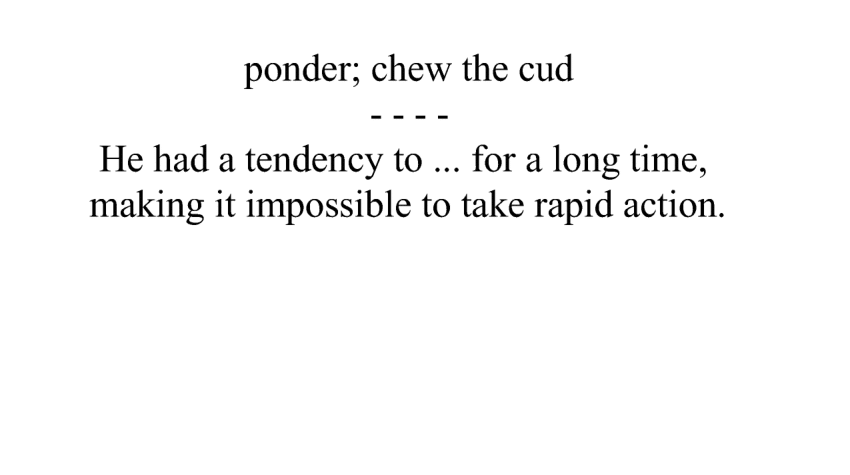 ponder; chew the cud
- - - -
He had a tendency to ... for a long time,
making it impossible to take rapid action.